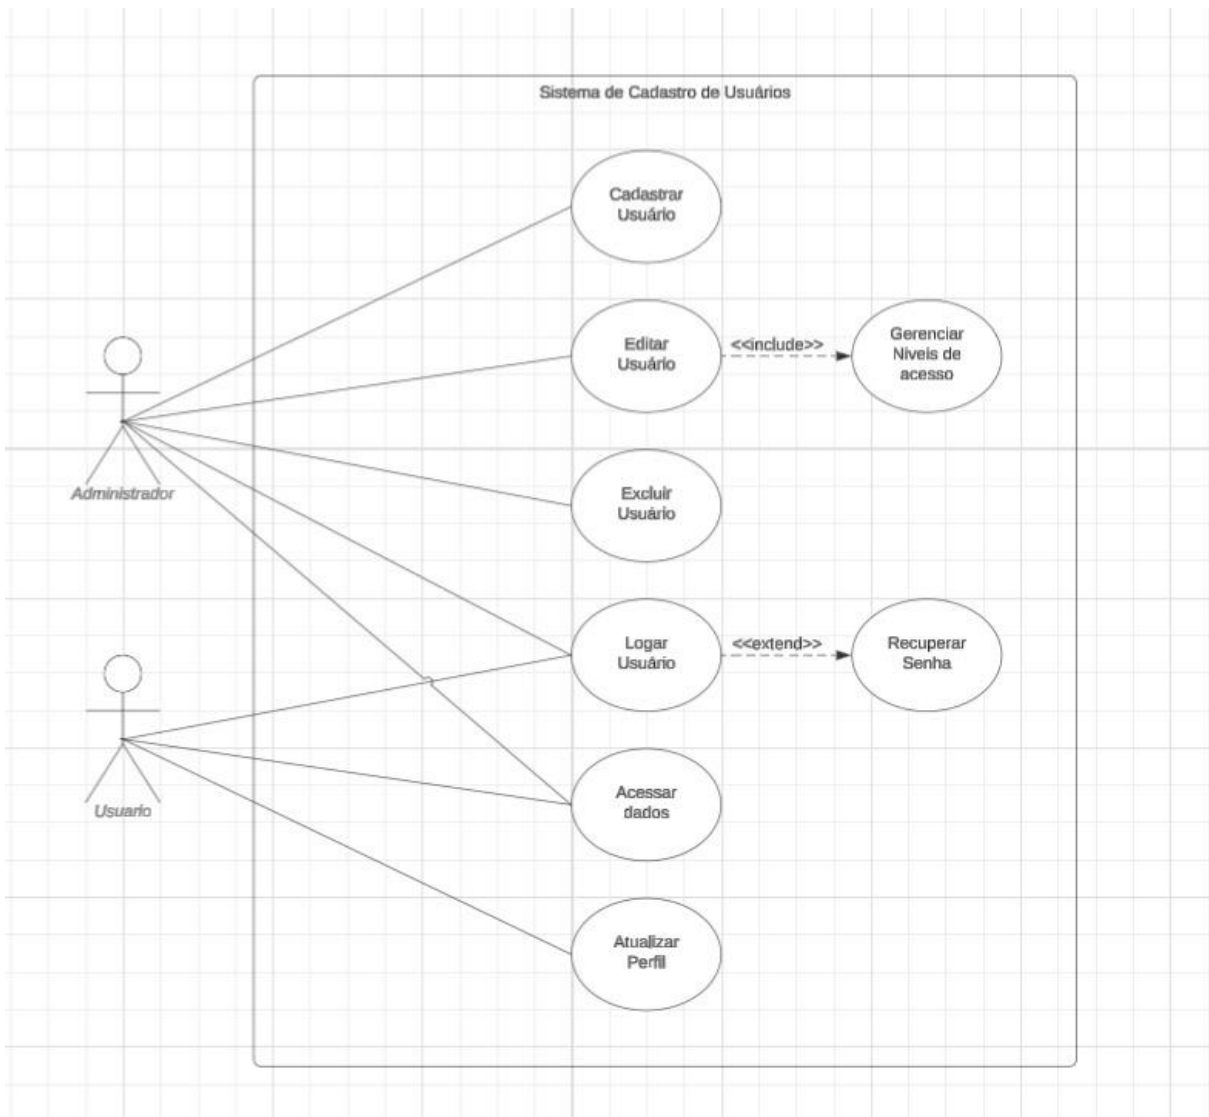 Sistema de Cadastro de Usuários
Cadastrar
Usuário
Editar
Usuário
<<include>>
Gerenciar
Níveis de
acesso
Administrador
Excluir
Usuário
Logar
Usuário
<<extend>>
Recuperar
Senha
Usuario
Acessar
dados
Atualizar
Perfil